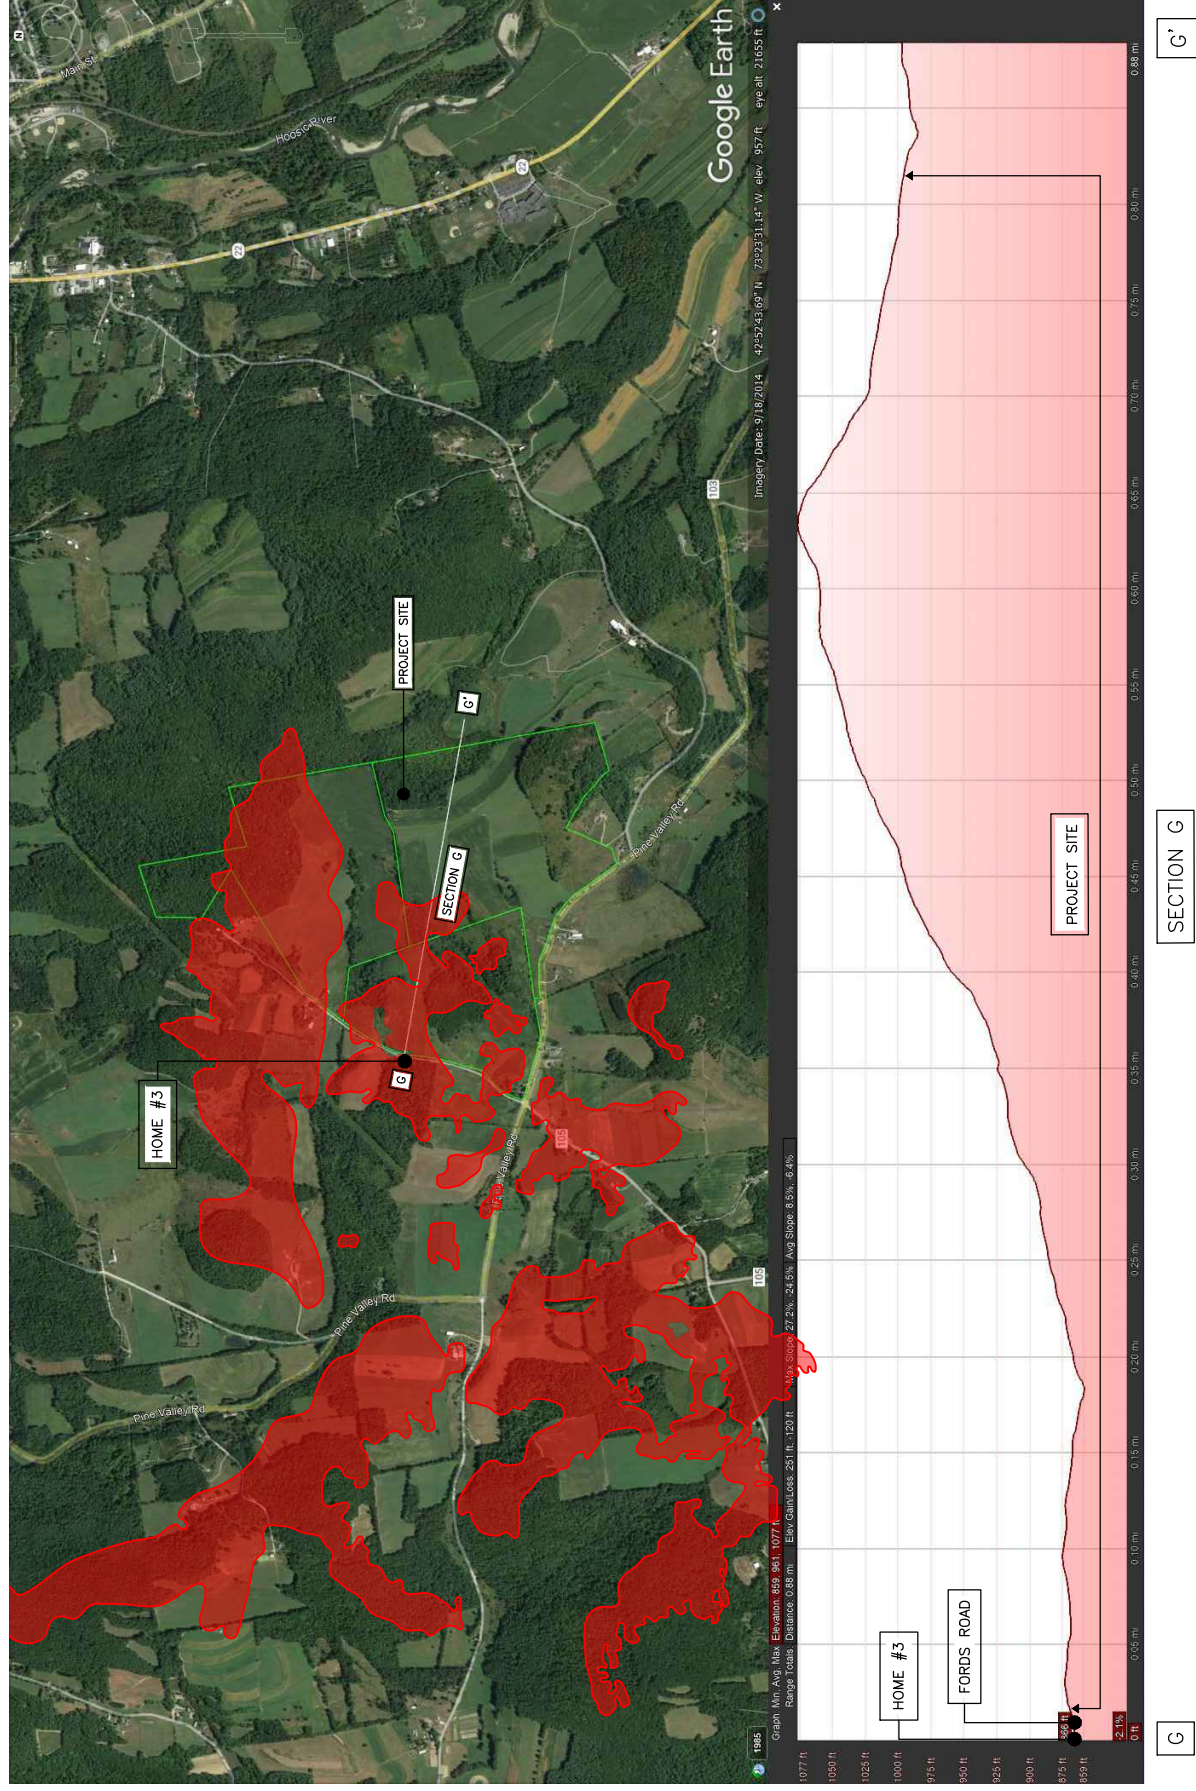 N
Main St
Hoosic River
22
22
Google Earth
Imagery Date: 9/18/2014 42°52'43.69" N 73°23'31.14" W elev 957 ft eye alt 21655 ft
103
PROJECT SITE
G'
SECTION G
Pine Valley Rd
HOME #3
G
105
Pine Valley Rd
Pine Valley Rd
Pine Valley Rd
105
1985
Graph: Min, Avg, Max Elevation: 859, 961, 1077 ft
Range Totals: Distance: 0.88 mi Elev Gain/Loss: 251 ft, -120 ft Max Slope: 27.2%, -24.5% Avg Slope: 8.5%, -6.4%
1077 ft
1050 ft
1025 ft
1000 ft
975 ft
950 ft
925 ft
900 ft
875 ft
859 ft
HOME #3
FORDS ROAD
866 ft
-2.1%
PROJECT SITE
0 ft
0.05 mi
0.10 mi
0.15 mi
0.20 mi
0.25 mi
0.30 mi
0.35 mi
0.40 mi
0.45 mi
0.50 mi
0.55 mi
0.60 mi
0.65 mi
0.70 mi
0.75 mi
0.80 mi
0.88 mi
G
SECTION G
G'